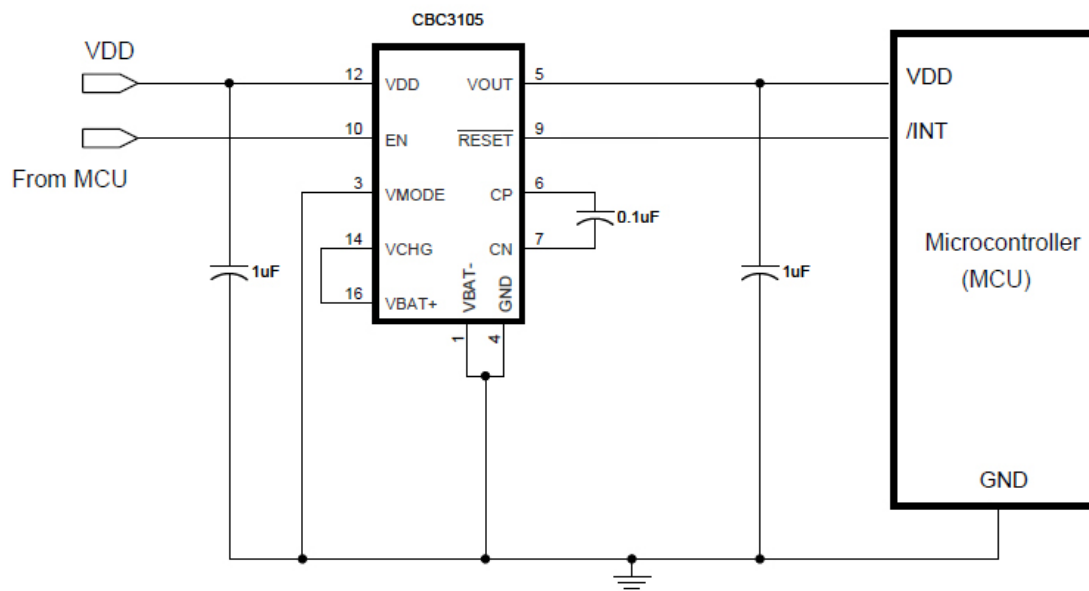 CBC3105
VDD
12
VDD
VOUT
5
VDD
10
EN
RESET
9
/INT
From MCU
3
VMODE
CP
6
0.1uF
14
VCHG
CN
7
Microcontroller
(MCU)
1uF
1uF
16
VBAT+
VBAT-
GND
1
4
GND